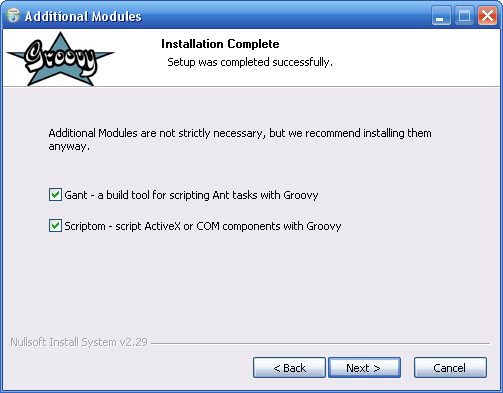 Additional Modules
Groovy
Installation Complete
Setup was completed successfully.
Additional Modules are not strictly necessary, but we recommend installing them
anyway.
Gant - a build tool for scripting Ant tasks with Groovy
Scriptom - script ActiveX or COM components with Groovy
Nullsoft Install System v2.29
< Back
Next >
Cancel